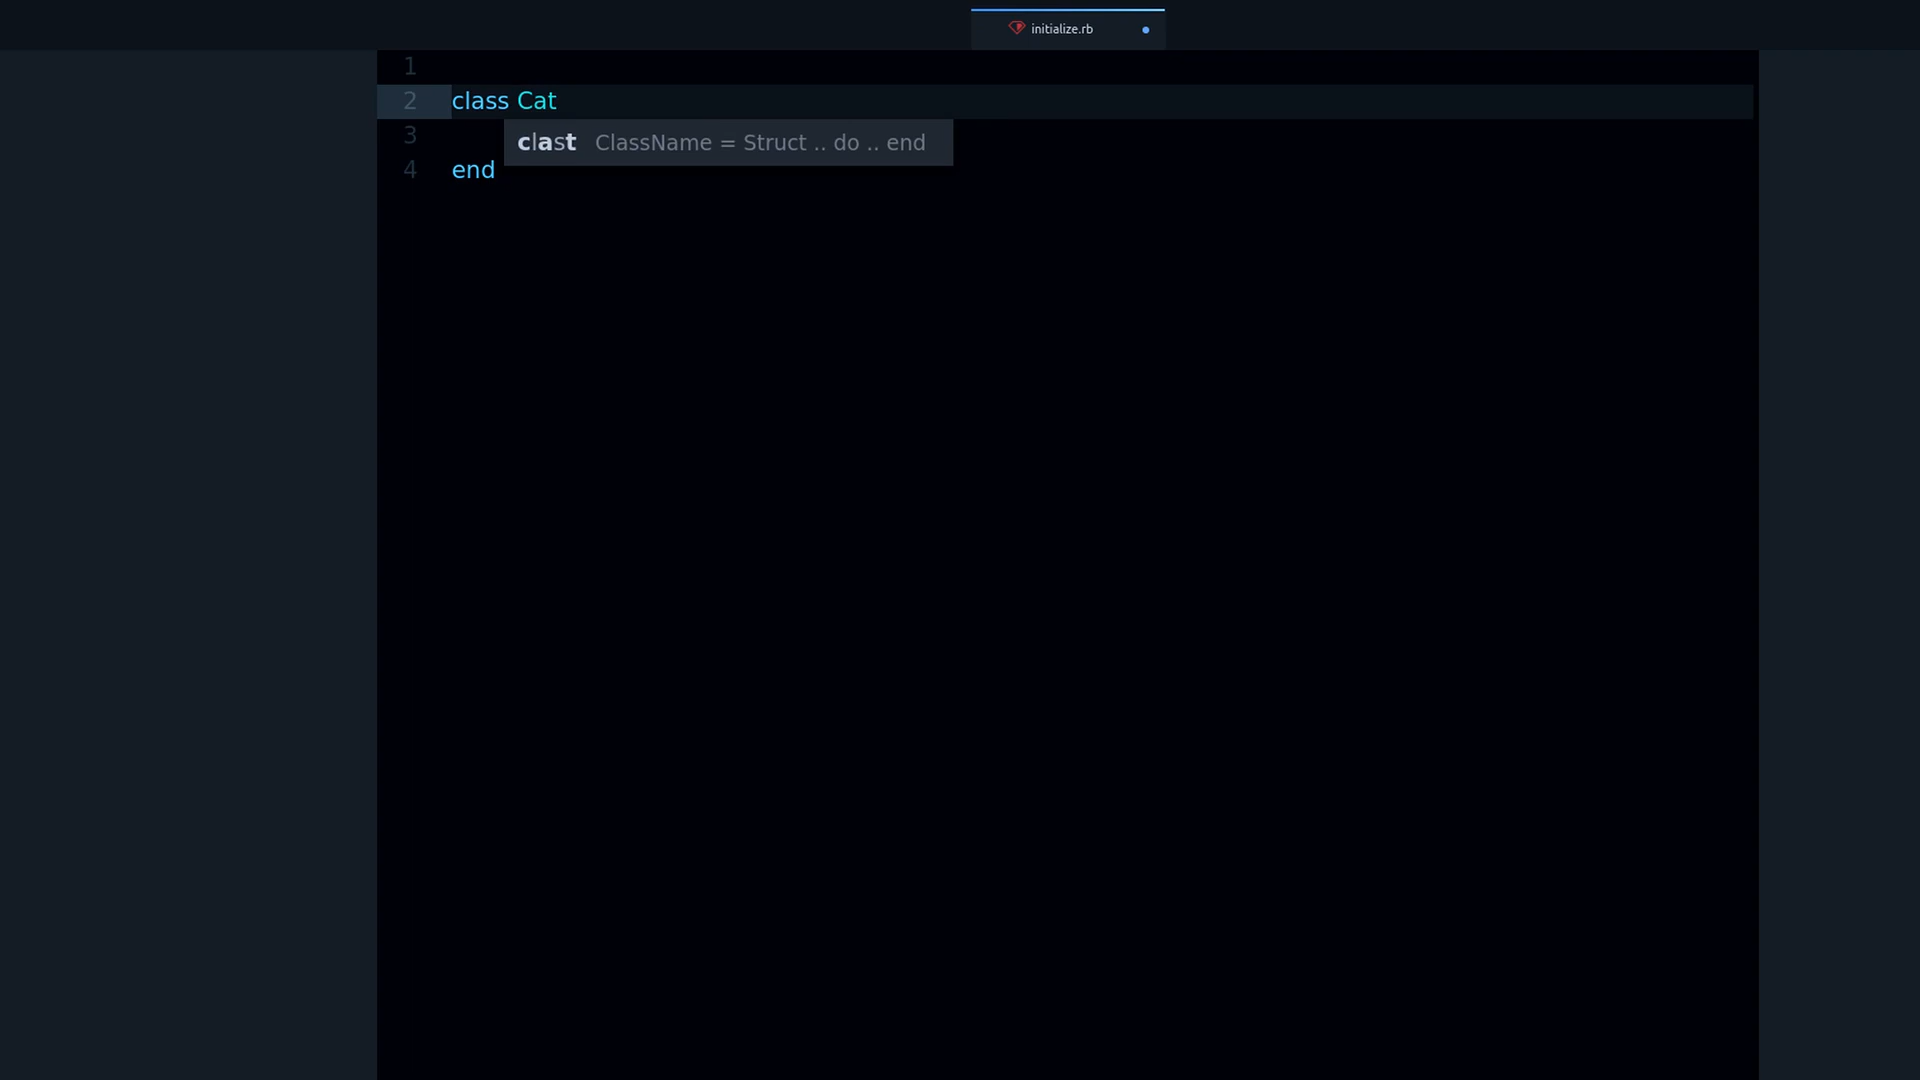 initialize.rb
1
2 class Cat
3
clast ClassName = Struct .. do .. end
4 end